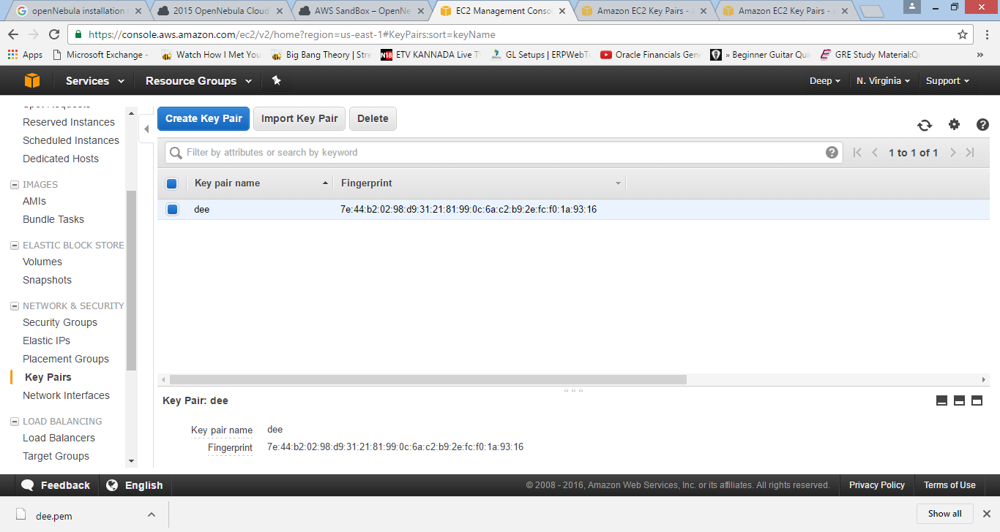 openNebula installation
2015 OpenNebula Cloud
AWS SandBox – OpenNe
EC2 Management Conso
Amazon EC2 Key Pairs -
Amazon EC2 Key Pairs -
https://console.aws.amazon.com/ec2/v2/home?region=us-east-1#KeyPairs:sort=keyName
Apps
Microsoft Exchange -
Watch How I Met You
Big Bang Theory | Stre
N18 ETV KANNADA Live T
GL Setups | ERPWebT
Oracle Financials Gen
» Beginner Guitar Qui
GRE Study Material:Q
»
Services
Resource Groups
Deep
N. Virginia
Support
Spot Requests
Reserved Instances
Scheduled Instances
Dedicated Hosts
IMAGES
AMIs
Bundle Tasks
ELASTIC BLOCK STORE
Volumes
Snapshots
NETWORK & SECURITY
Security Groups
Elastic IPs
Placement Groups
Key Pairs
Network Interfaces
LOAD BALANCING
Load Balancers
Target Groups
Create Key Pair
Import Key Pair
Delete
Filter by attributes or search by keyword
1 to 1 of 1
Key pair name
Fingerprint
dee
7e:44:b2:02:98:d9:31:21:81:99:0c:6a:c2:b9:2e:fc:f0:1a:93:16
Key Pair: dee
Key pair name dee
Fingerprint 7e:44:b2:02:98:d9:31:21:81:99:0c:6a:c2:b9:2e:fc:f0:1a:93:16
Feedback
English
© 2008 - 2016, Amazon Web Services, Inc. or its affiliates. All rights reserved.
Privacy Policy
Terms of Use
dee.pem
Show all